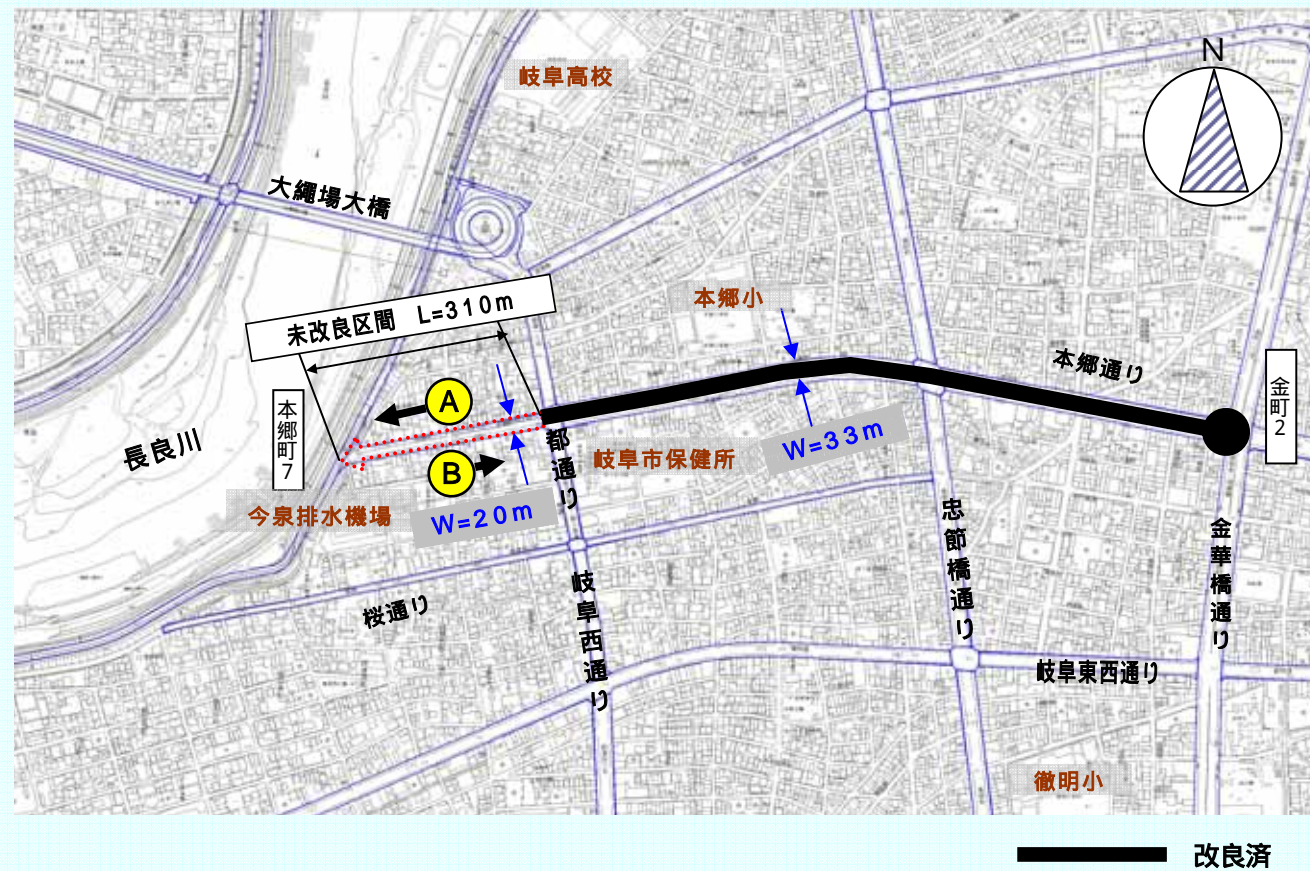 岐阜高校
N
大縄場大橋
未改良区間 L=310m
本郷小
本郷通り
金町2
本郷町7
長良川
A
B
都通り
岐阜市保健所
W=33m
今泉排水機場
W=20m
忠節橋通り
金華橋通り
桜通り
岐阜西通り
岐阜東西通り
徹明小
改良済